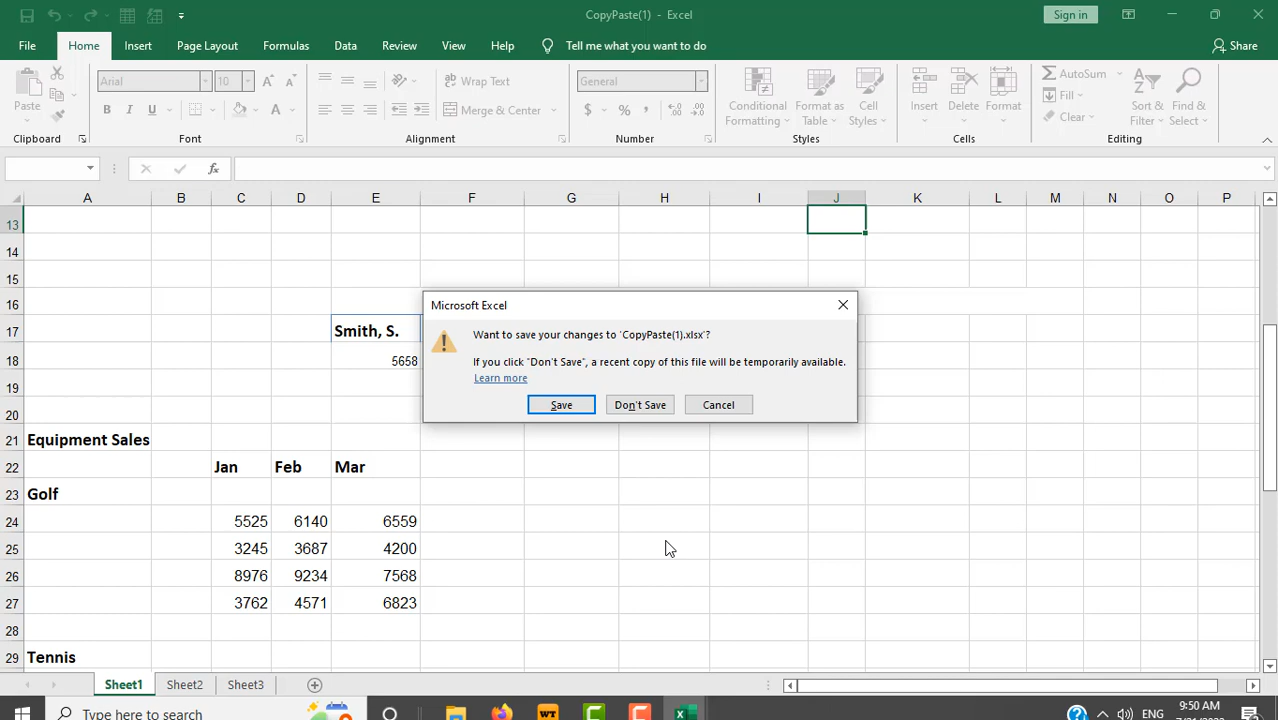 CopyPaste(1) - Excel
Sign in
File Home Insert Page Layout Formulas Data Review View Help Tell me what you want to do Share
Paste
Arial 10
B I U A
Wrap Text
Merge & Center
General
$ % ,
Conditional Formatting
Format as Table
Cell Styles
Insert
Delete
Format
AutoSum
Fill
Clear
Sort & Filter
Find & Select
Clipboard Font Alignment Number Styles Cells Editing
fx
A B C D E F G H I J K L M N O P
13
14
15
16
17 Smith, S.
18 5658
19
20
21 Equipment Sales
22 Jan Feb Mar
23 Golf
24 5525 6140 6559
25 3245 3687 4200
26 8976 9234 7568
27 3762 4571 6823
28
29 Tennis
Microsoft Excel
Want to save your changes to 'CopyPaste(1).xlsx'?
If you click "Don't Save", a recent copy of this file will be temporarily available.
Learn more
Save Don't Save Cancel
Sheet1 Sheet2 Sheet3
Type here to search
WT
9:50 AM